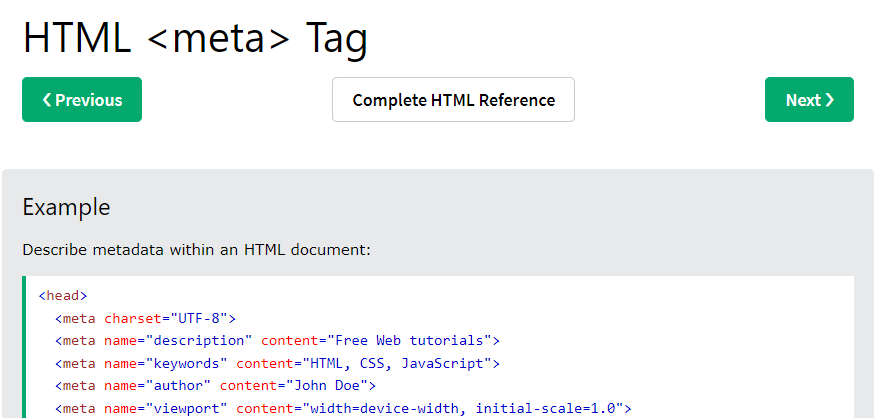 HTML <meta> Tag
❮ Previous Complete HTML Reference Next ❯
Example
Describe metadata within an HTML document:
<head>
  <meta charset="UTF-8">
  <meta name="description" content="Free Web tutorials">
  <meta name="keywords" content="HTML, CSS, JavaScript">
  <meta name="author" content="John Doe">
  <meta name="viewport" content="width=device-width, initial-scale=1.0">